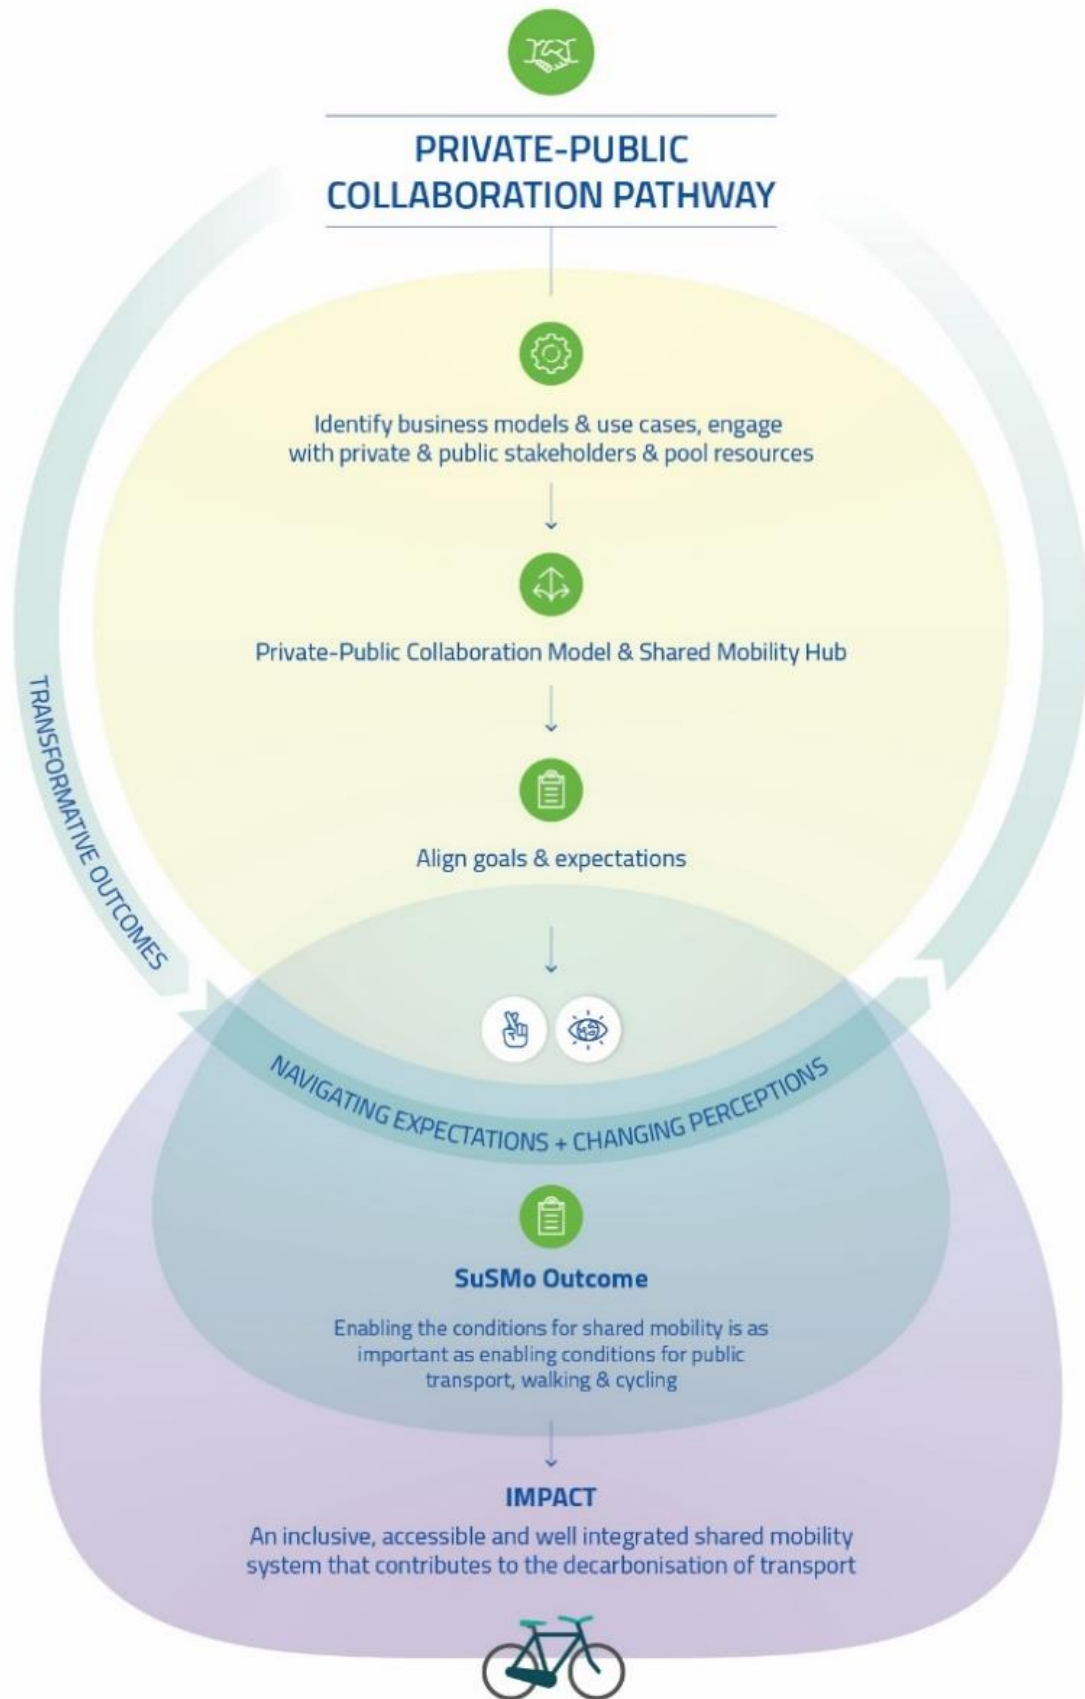 PRIVATE-PUBLIC
COLLABORATION PATHWAY
Identify business models & use cases, engage
with private & public stakeholders & pool resources
Private-Public Collaboration Model & Shared Mobility Hub
Align goals & expectations
TRANSFORMATIVE OUTCOMES
NAVIGATING EXPECTATIONS + CHANGING PERCEPTIONS
SuSMo Outcome
Enabling the conditions for shared mobility is as
important as enabling conditions for public
transport, walking & cycling
IMPACT
An inclusive, accessible and well integrated shared mobility
system that contributes to the decarbonisation of transport